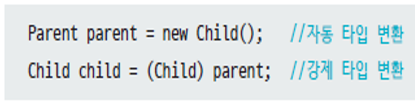 Parent parent = new Child(); //자동 타입 변환
Child child = (Child) parent; //강제 타입 변환